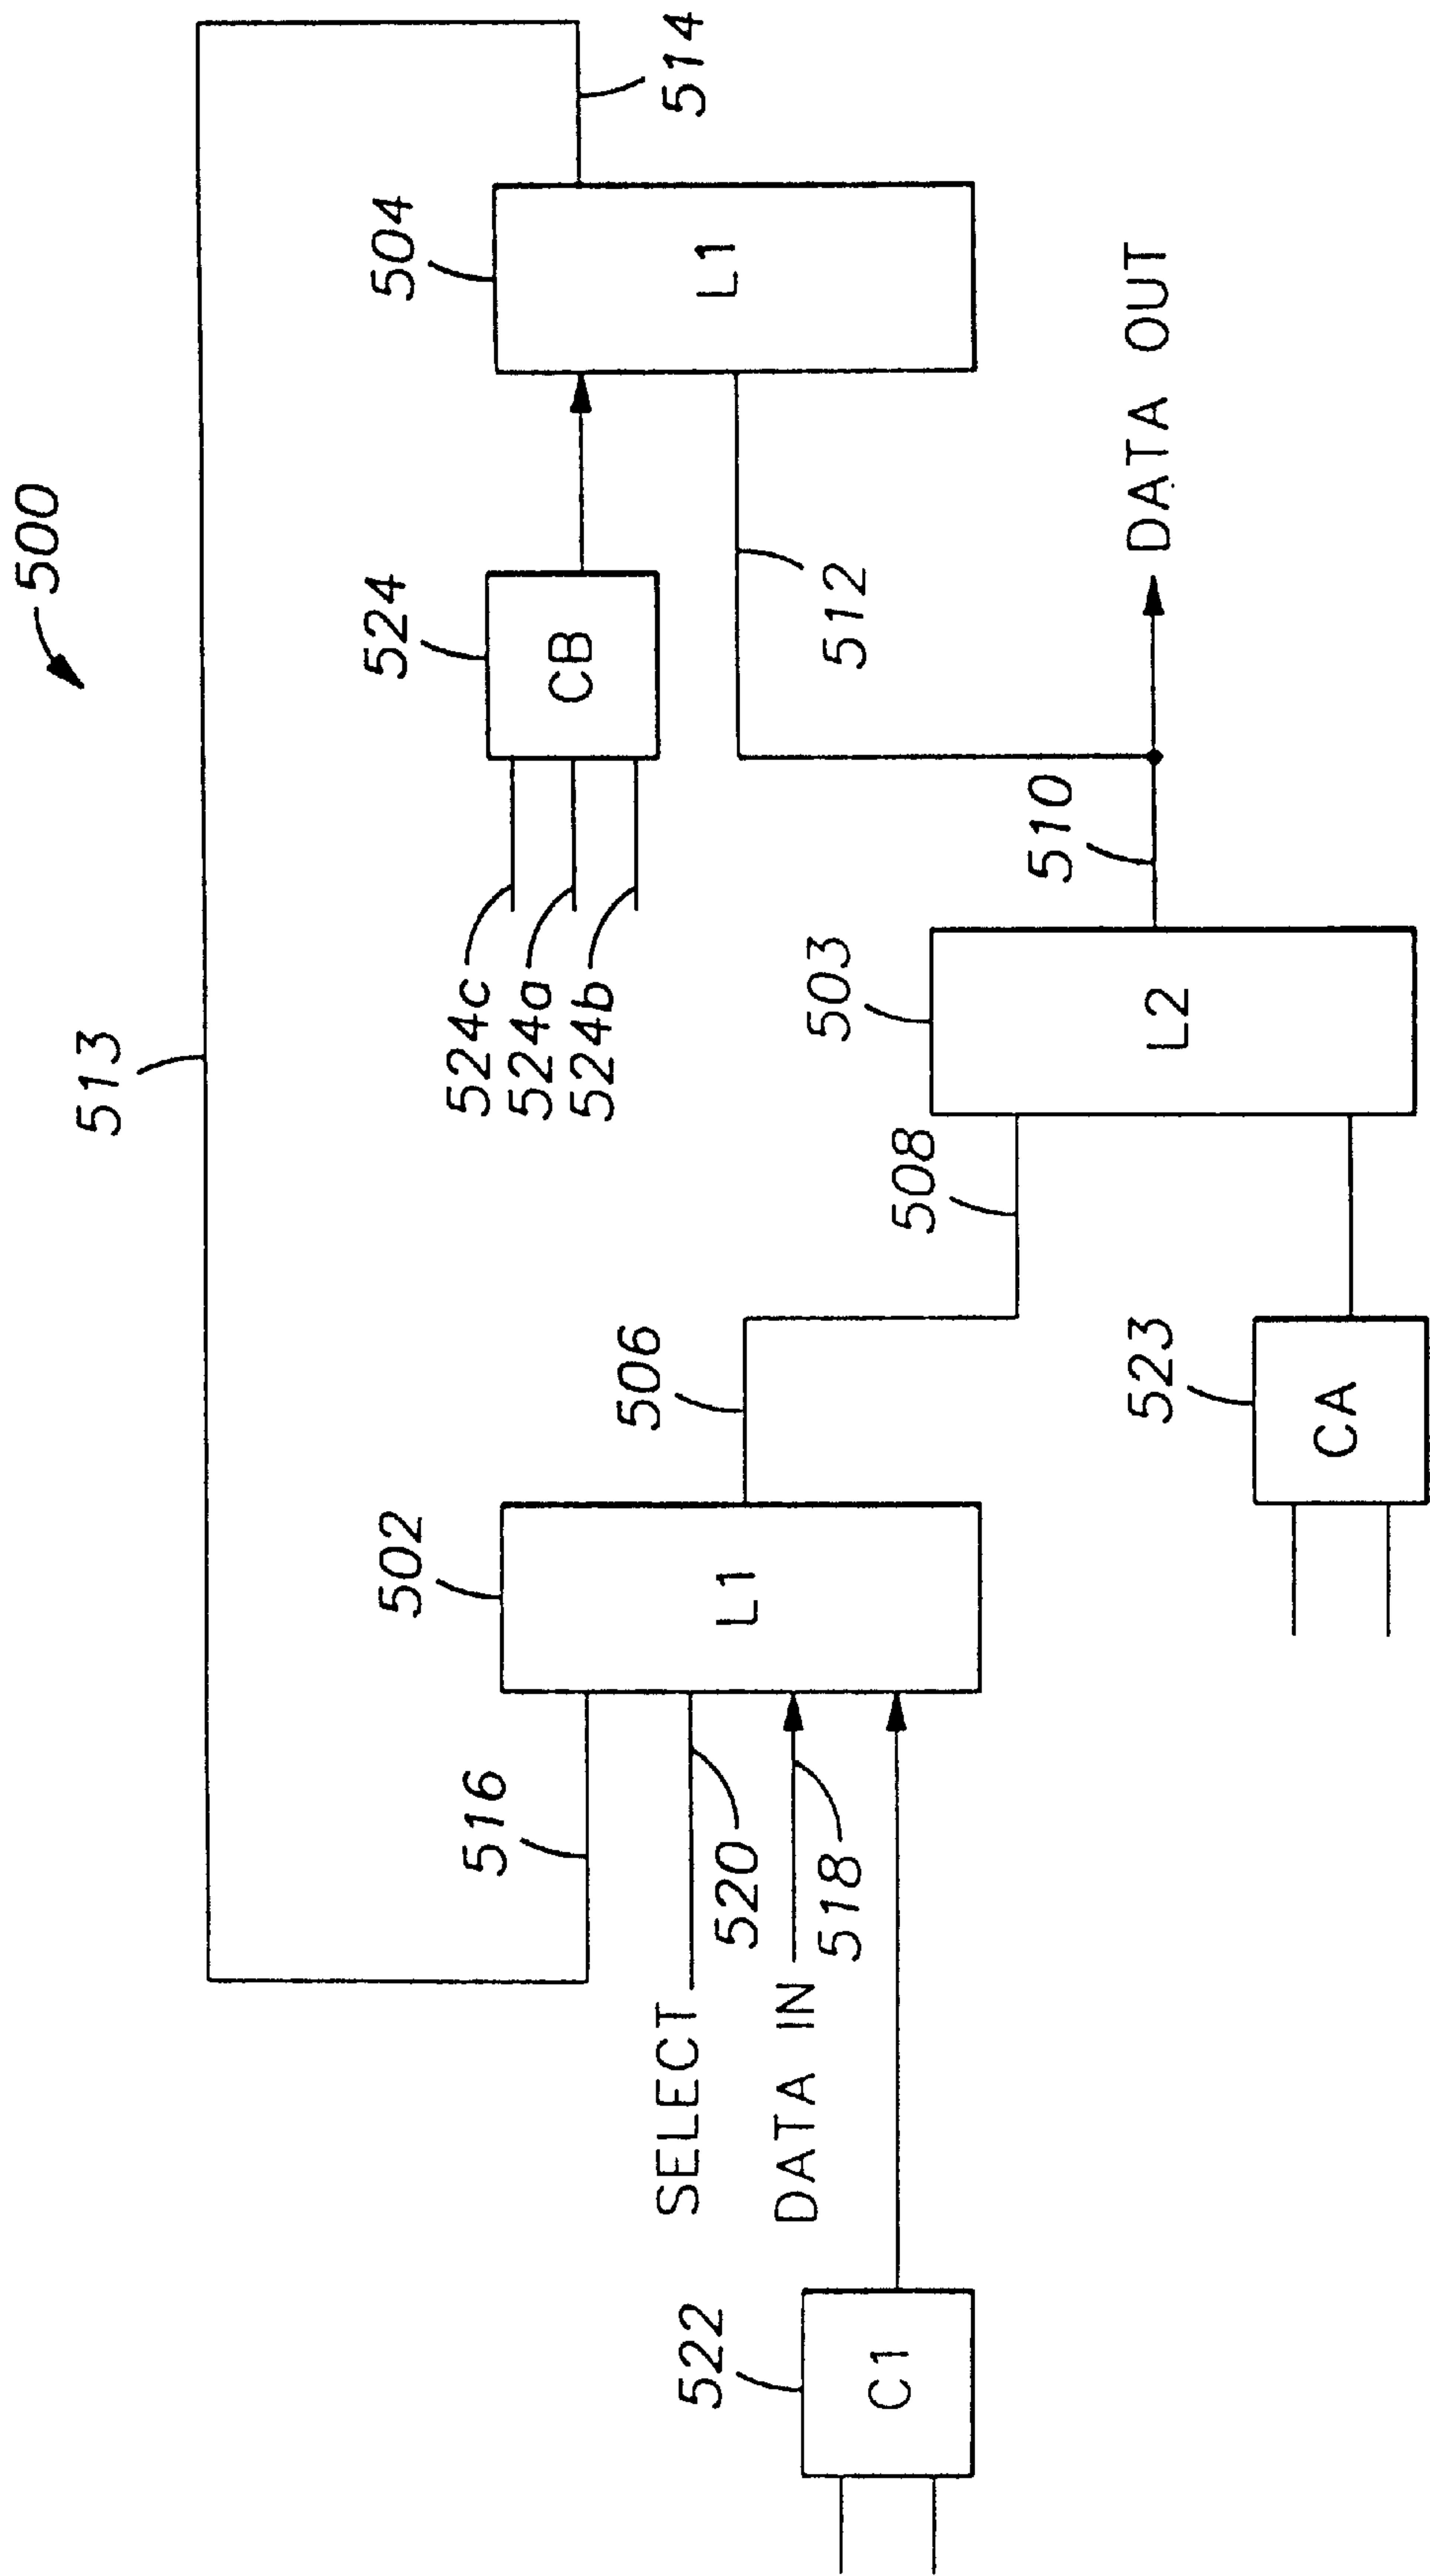 500
513
514
504
L1
524
CB
524c
524a
524b
512
DATA OUT
510
503
L2
508
506
502
L1
523
CA
516
SELECT
520
DATA IN
518
522
C1